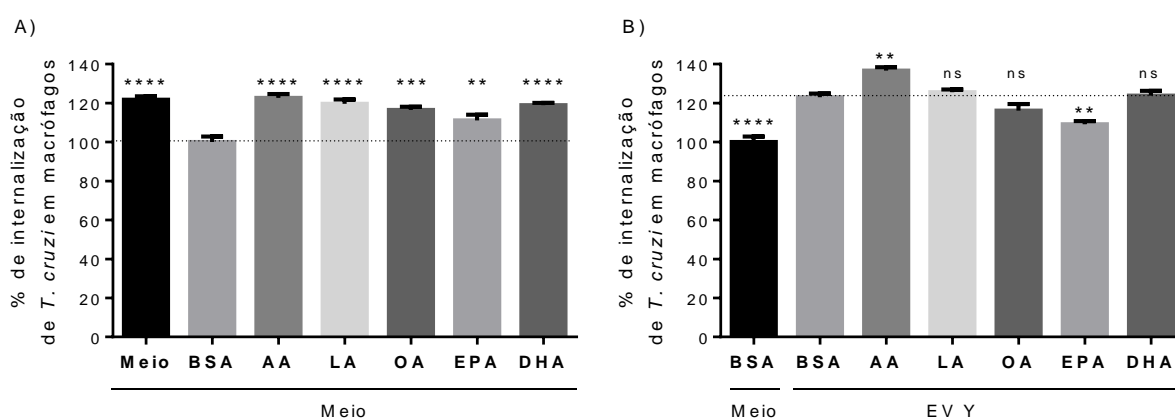 A)
% de internalização
de T. cruzi em macrófagos
140
120
100
80
60
40
20
0
**** **** **** *** ** ****
Meio BSA AA LA OA EPA DHA
Meio
B)
% de internalização
de T. cruzi em macrófagos
140
120
100
80
60
40
20
0
**** ** ns ns ** ns
BSA BSA AA LA OA EPA DHA
Meio EV Y